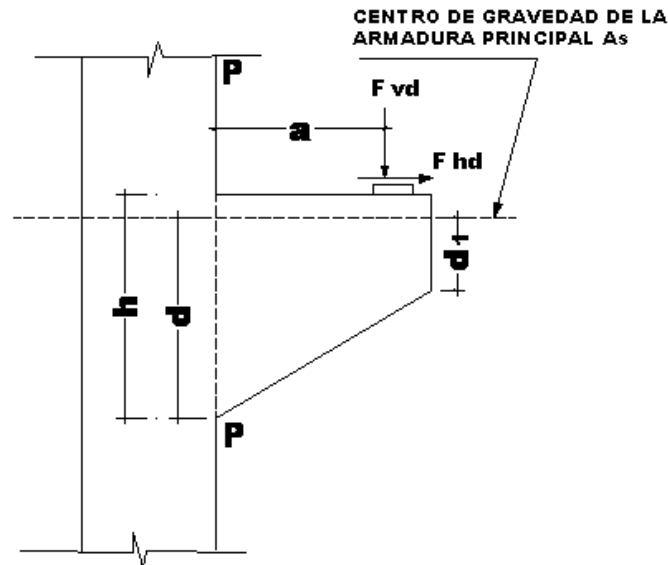 CENTRO DE GRAVEDAD DE LA
ARMADURA PRINCIPAL As
P
F vd
a
F hd
h
d
d1
P